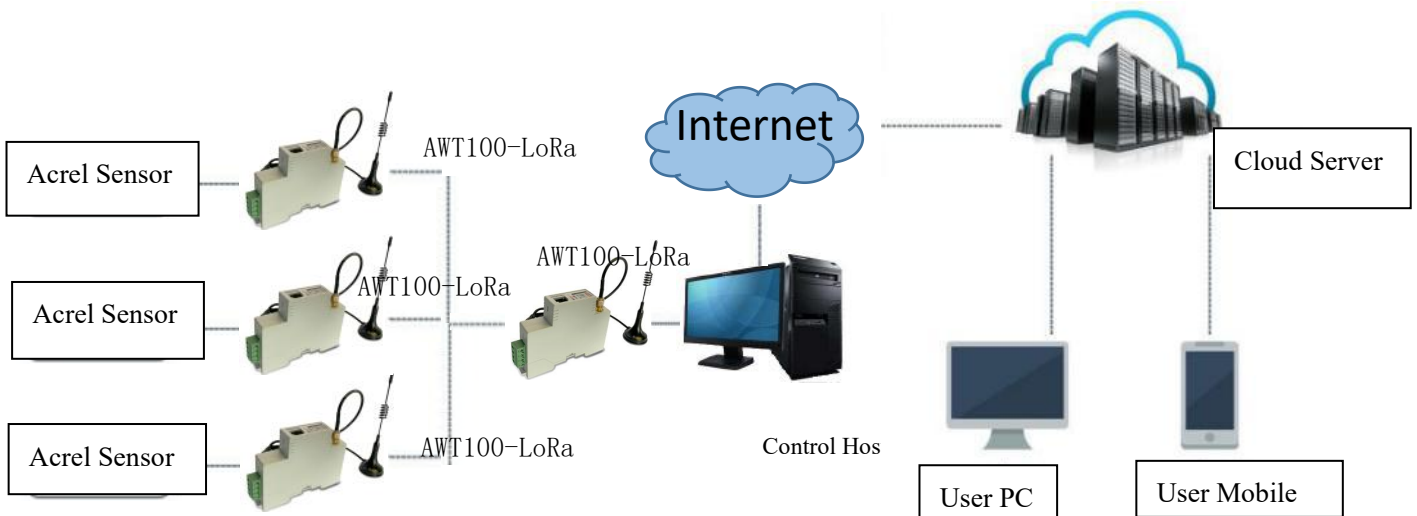 Internet
AWT100-LoRa
Acrel Sensor
Cloud Server
AWT100-LoRa
AWT100-LoRa
Acrel Sensor
AWT100-LoRa
Control Hos
Acrel Sensor
User PC
User Mobile